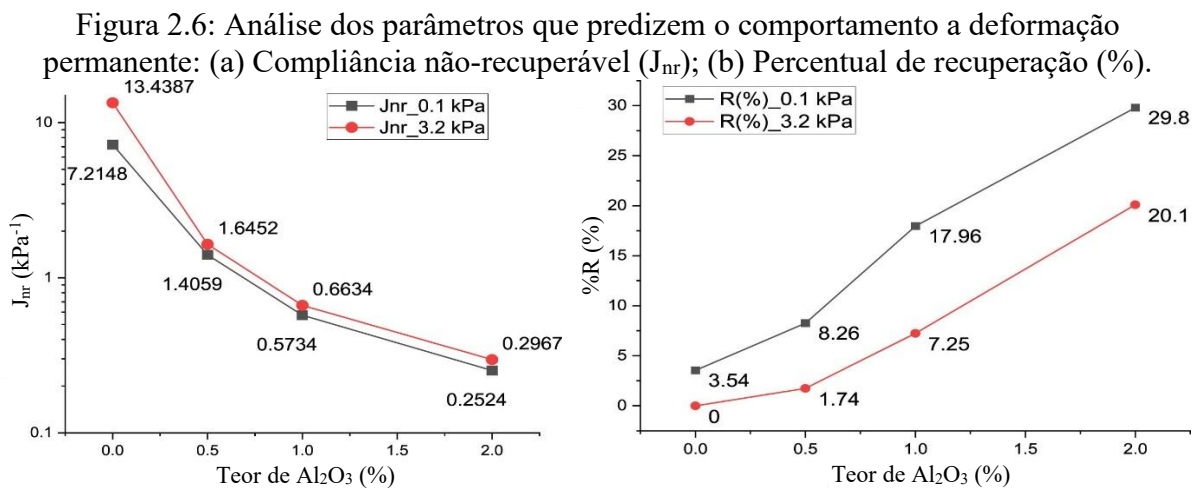 Figura 2.6: Análise dos parâmetros que predizem o comportamento a deformação
permanente: (a) Compliância não-recuperável (Jnr); (b) Percentual de recuperação (%).
13.4387
Jnr_0.1 kPa
Jnr_3.2 kPa
10
7.2148
1.6452
1.4059
1
0.6634
0.5734
0.2967
0.2524
0.1
Jnr (kPa-1)
0.0 0.5 1.0 1.5 2.0
Teor de Al2O3 (%)
R(%)_0.1 kPa
R(%)_3.2 kPa
30
29.8
25
20
20.1
17.96
15
10
8.26
7.25
5
3.54
1.74
0
0
%R (%)
0.0 0.5 1.0 1.5 2.0
Teor de Al2O3 (%)